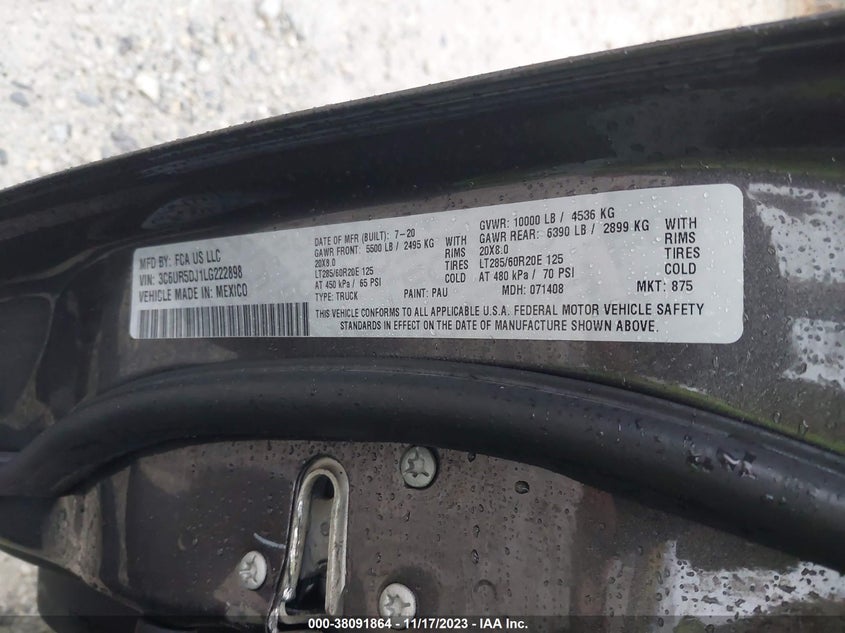 MFD BY: FCA US LLC
VIN: 3C6UR5DJ1LG222898
VEHICLE MADE IN: MEXICO
DATE OF MFR (BUILT): 7-20
GAWR FRONT: 5500 LB / 2495 KG WITH
20X8.0 RIMS
LT285/60R20E 125 TIRES
AT 450 kPa / 65 PSI COLD
TYPE: TRUCK PAINT: PAU
GVWR: 10000 LB / 4536 KG
GAWR REAR: 6390 LB / 2899 KG WITH
20X8.0 RIMS
LT285/60R20E 125 TIRES
AT 480 kPa / 70 PSI COLD
MDH: 071408 MKT: 875
THIS VEHICLE CONFORMS TO ALL APPLICABLE U.S.A. FEDERAL MOTOR VEHICLE SAFETY
STANDARDS IN EFFECT ON THE DATE OF MANUFACTURE SHOWN ABOVE.
000-38091864 — 11/17/2023 — IAA Inc.